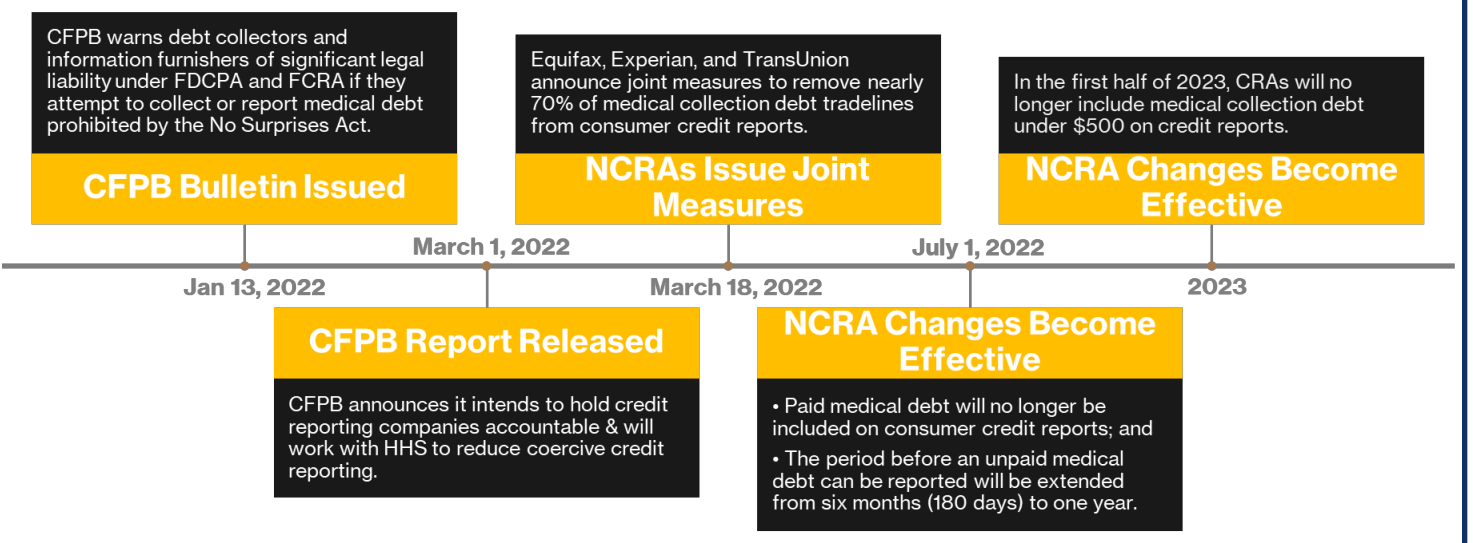 CFPB warns debt collectors and
information furnishers of significant legal
liability under FDCPA and FCRA if they
attempt to collect or report medical debt
prohibited by the No Surprises Act.
CFPB Bulletin Issued
Jan 13, 2022
March 1, 2022
CFPB Report Released
CFPB announces it intends to hold credit
reporting companies accountable & will
work with HHS to reduce coercive credit
reporting.
Equifax, Experian, and TransUnion
announce joint measures to remove nearly
70% of medical collection debt tradelines
from consumer credit reports.
NCRAs Issue Joint
Measures
March 18, 2022
July 1, 2022
NCRA Changes Become
Effective
• Paid medical debt will no longer be
included on consumer credit reports; and
• The period before an unpaid medical
debt can be reported will be extended
from six months (180 days) to one year.
In the first half of 2023, CRAs will no
longer include medical collection debt
under $500 on credit reports.
NCRA Changes Become
Effective
2023